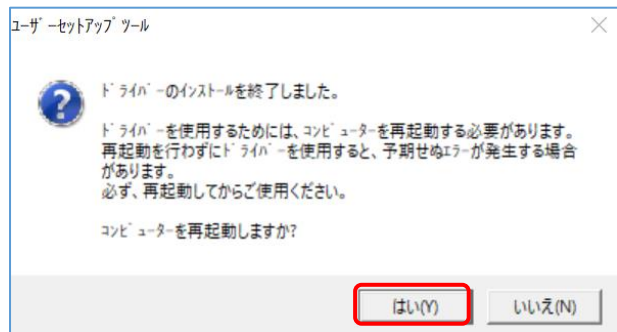 ユーザーセットアップ ツール
ドライバーのインストールを終了しました。
ドライバーを使用するためには、コンピューターを再起動する必要があります。
再起動を行わずにドライバーを使用すると、予期せぬエラーが発生する場合
があります。
必ず、再起動してからご使用ください。
コンピューターを再起動しますか?
はい(Y)
いいえ(N)